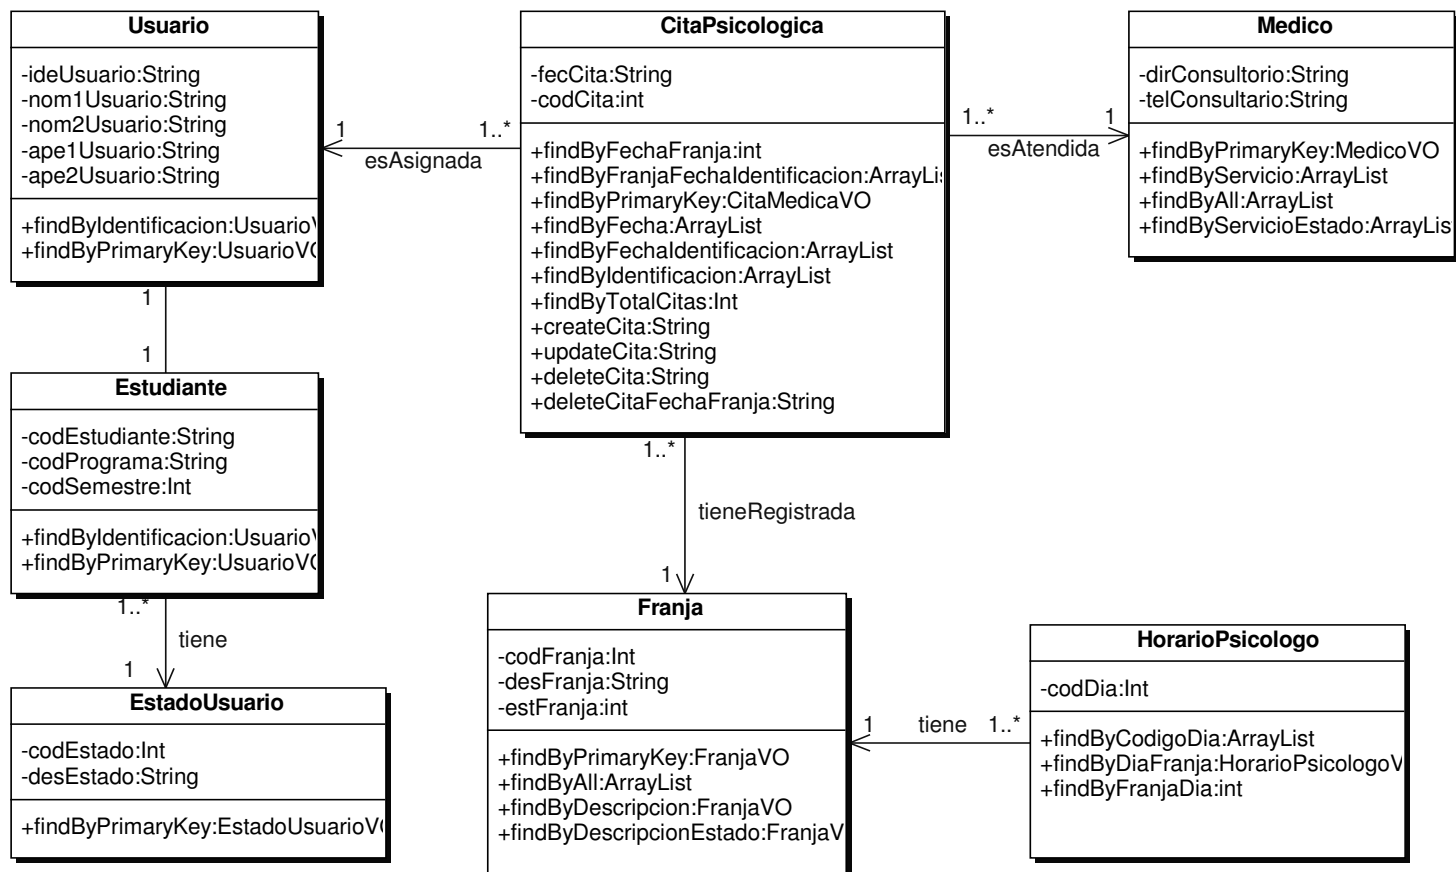 Usuario
-ideUsuario:String
-nom1Usuario:String
-nom2Usuario:String
-ape1Usuario:String
-ape2Usuario:String
+findByIdentificacion:UsuarioV
+findByPrimaryKey:UsuarioVO
1
1..*
esAsignada
CitaPsicologica
-fecCita:String
-codCita:int
+findByFechaFranja:int
+findByFranjaFechaIdentificacion:ArrayLis
+findByPrimaryKey:CitaMedicaVO
+findByFecha:ArrayList
+findByFechaIdentificacion:ArrayList
+findByIdentificacion:ArrayList
+findByTotalCitas:Int
+createCita:String
+updateCita:String
+deleteCita:String
+deleteCitaFechaFranja:String
1..*
1
esAtendida
Medico
-dirConsultorio:String
-telConsultario:String
+findByPrimaryKey:MedicoVO
+findByServicio:ArrayList
+findByAll:ArrayList
+findByServicioEstado:ArrayLis
1
1
Estudiante
-codEstudiante:String
-codPrograma:String
-codSemestre:Int
+findByIdentificacion:UsuarioV
+findByPrimaryKey:UsuarioVO
1..*
tiene
1
EstadoUsuario
-codEstado:Int
-desEstado:String
+findByPrimaryKey:EstadoUsuarioVO
1..*
tieneRegistrada
1
Franja
-codFranja:Int
-desFranja:String
-estFranja:int
+findByPrimaryKey:FranjaVO
+findByAll:ArrayList
+findByDescripcion:FranjaVO
+findByDescripcionEstado:FranjaV
1 tiene 1..*
HorarioPsicologo
-codDia:Int
+findByCodigoDia:ArrayList
+findByDiaFranja:HorarioPsicologoV
+findByFranjaDia:int